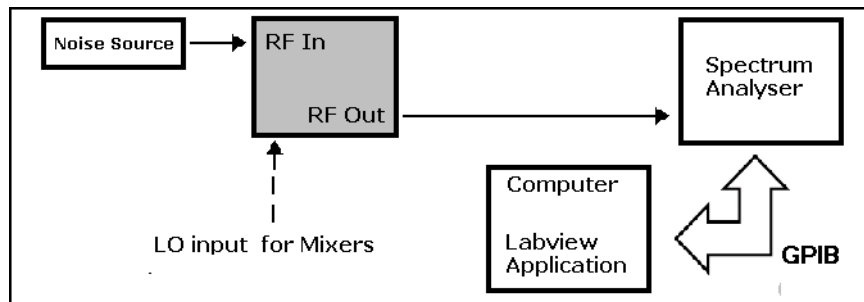 Noise Source
RF In
RF Out
Spectrum
Analyser
Computer
Labview
Application
GPIB
LO input for Mixers